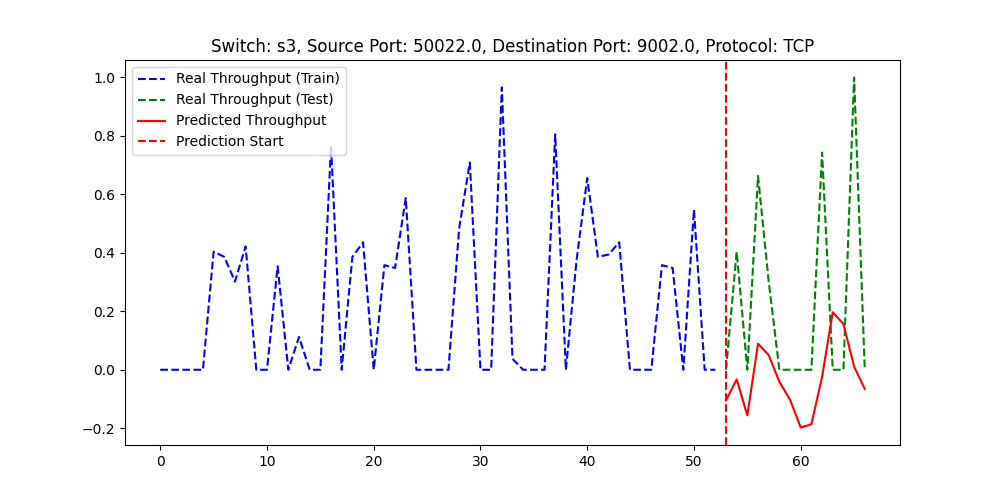 Switch: s3, Source Port: 50022.0, Destination Port: 9002.0, Protocol: TCP
Real Throughput (Train)
Real Throughput (Test)
Predicted Throughput
Prediction Start
1.0
0.8
0.6
0.4
0.2
0.0
−0.2
0 10 20 30 40 50 60